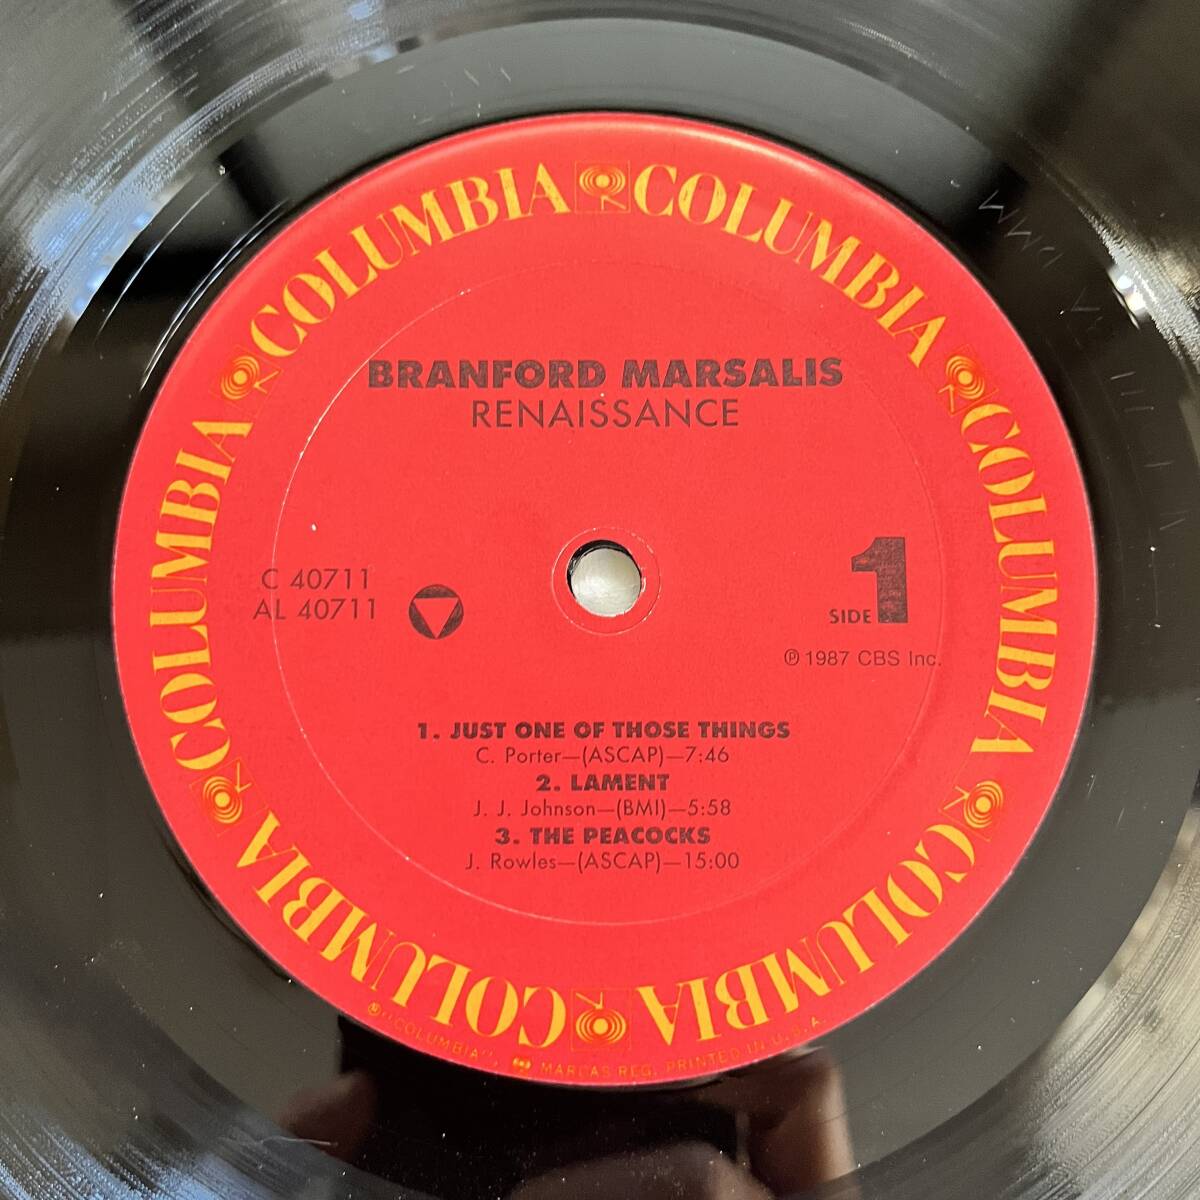 COLUMBIA COLUMBIA COLUMBIA COLUMBIA COLUMBIA COLUMBIA
BRANFORD MARSALIS
RENAISSANCE
C 40711
AL 40711
SIDE 1
℗ 1987 CBS Inc.
1. JUST ONE OF THOSE THINGS
C. Porter—(ASCAP)—7:46
2. LAMENT
J. J. Johnson—(BMI)—5:58
3. THE PEACOCKS
J. Rowles—(ASCAP)—15:00
® "COLUMBIA", MARCAS REG. PRINTED IN U.S.A.
DMM